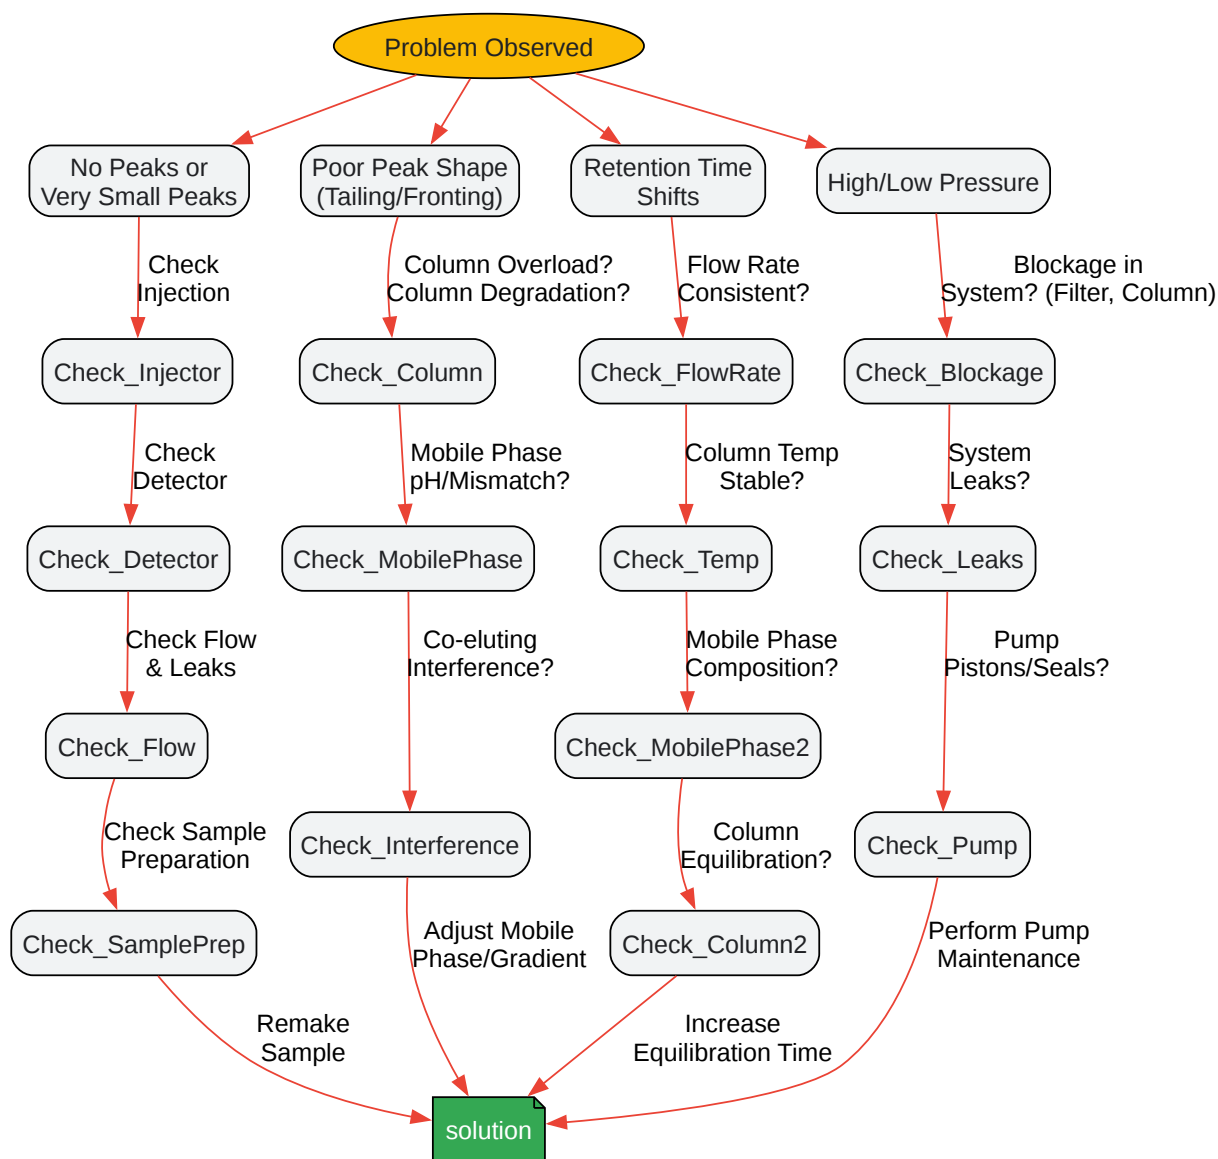 Problem Observed
No Peaks or
Very Small Peaks
Poor Peak Shape
(Tailing/Fronting)
Retention Time
Shifts
High/Low Pressure
Check
Injection
Column Overload?
Column Degradation?
Flow Rate
Consistent?
Blockage in
System? (Filter, Column)
Check_Injector
Check_Column
Check_FlowRate
Check_Blockage
Check
Detector
Mobile Phase
pH/Mismatch?
Column Temp
Stable?
System
Leaks?
Check_Detector
Check_MobilePhase
Check_Temp
Check_Leaks
Check Flow
& Leaks
Co-eluting
Interference?
Mobile Phase
Composition?
Pump
Pistons/Seals?
Check_Flow
Check_MobilePhase2
Check Sample
Preparation
Check_Interference
Column
Equilibration?
Check_Pump
Check_SamplePrep
Adjust Mobile
Phase/Gradient
Check_Column2
Perform Pump
Maintenance
Remake
Sample
Increase
Equilibration Time
solution